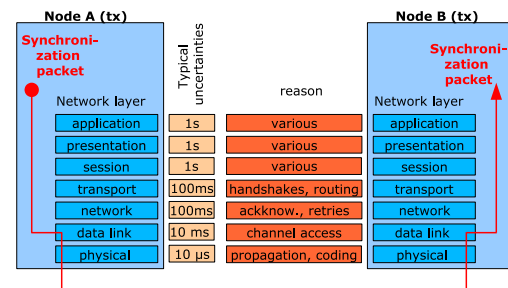 Node A (tx)
Node B (tx)
Synchroni-
zation
packet
Typical
uncertainties
reason
Synchroni-
zation
packet
Network layer
Network layer
application 1s various application
presentation 1s various presentation
session 1s various session
transport 100ms handshakes, routing transport
network 100ms ackknow., retries network
data link 10 ms channel access data link
physical 10 µs propagation, coding physical